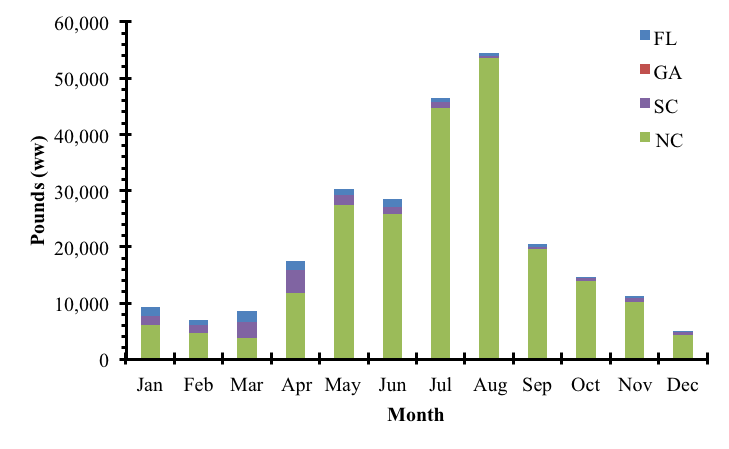 60,000
50,000
40,000
30,000
20,000
10,000
0
Pounds (ww)
FL
GA
SC
NC
Jan Feb Mar Apr May Jun Jul Aug Sep Oct Nov Dec
Month